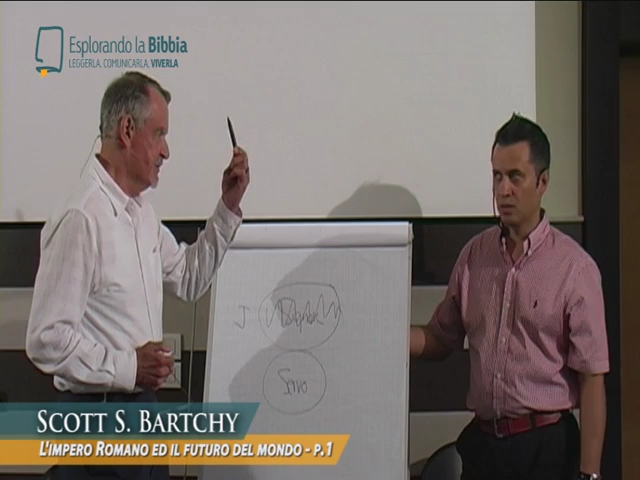 Esplorando la Bibbia
LEGGERLA, COMUNICARLA, VIVERLA
J
Servo
SCOTT S. BARTCHY
L'IMPERO ROMANO ED IL FUTURO DEL MONDO - P.1